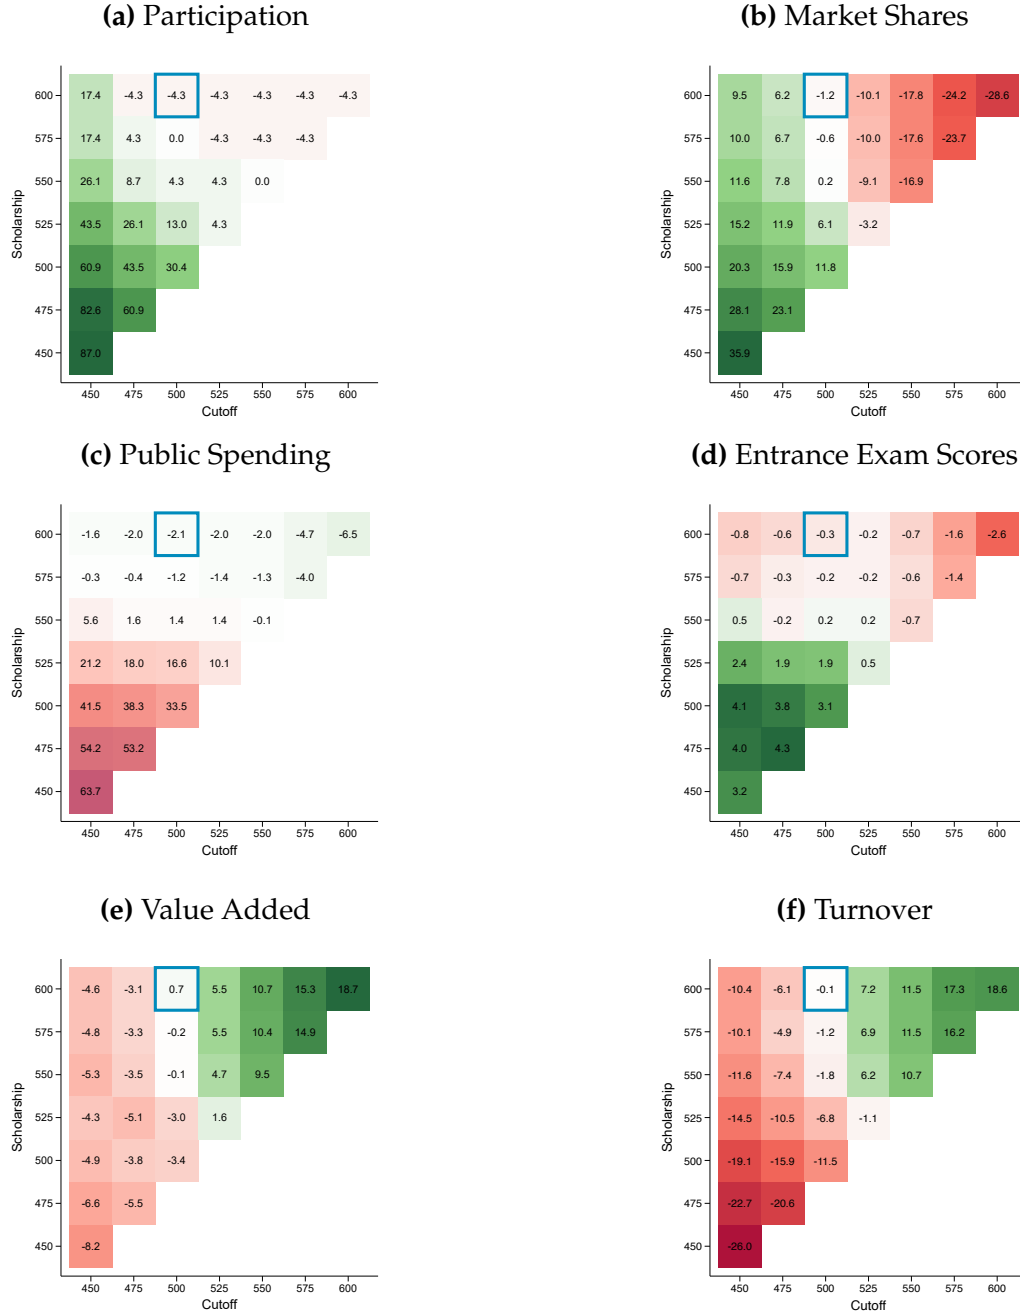 (a) Participation
(b) Market Shares
600 17.4 -4.3 -4.3 -4.3 -4.3 -4.3 -4.3
575 17.4 4.3 0.0 -4.3 -4.3 -4.3
550 26.1 8.7 4.3 4.3 0.0
525 43.5 26.1 13.0 4.3
500 60.9 43.5 30.4
475 82.6 60.9
450 87.0
Scholarship
450 475 500 525 550 575 600
Cutoff
600 9.5 6.2 -1.2 -10.1 -17.8 -24.2 -28.6
575 10.0 6.7 -0.6 -10.0 -17.6 -23.7
550 11.6 7.8 0.2 -9.1 -16.9
525 15.2 11.9 6.1 -3.2
500 20.3 15.9 11.8
475 28.1 23.1
450 35.9
Scholarship
450 475 500 525 550 575 600
Cutoff
(c) Public Spending
(d) Entrance Exam Scores
600 -1.6 -2.0 -2.1 -2.0 -2.0 -4.7 -6.5
575 -0.3 -0.4 -1.2 -1.4 -1.3 -4.0
550 5.6 1.6 1.4 1.4 -0.1
525 21.2 18.0 16.6 10.1
500 41.5 38.3 33.5
475 54.2 53.2
450 63.7
Scholarship
450 475 500 525 550 575 600
Cutoff
600 -0.8 -0.6 -0.3 -0.2 -0.7 -1.6 -2.6
575 -0.7 -0.3 -0.2 -0.2 -0.6 -1.4
550 0.5 -0.2 0.2 0.2 -0.7
525 2.4 1.9 1.9 0.5
500 4.1 3.8 3.1
475 4.0 4.3
450 3.2
Scholarship
450 475 500 525 550 575 600
Cutoff
(e) Value Added
(f) Turnover
600 -4.6 -3.1 0.7 5.5 10.7 15.3 18.7
575 -4.8 -3.3 -0.2 5.5 10.4 14.9
550 -5.3 -3.5 -0.1 4.7 9.5
525 -4.3 -5.1 -3.0 1.6
500 -4.9 -3.8 -3.4
475 -6.6 -5.5
450 -8.2
Scholarship
450 475 500 525 550 575 600
Cutoff
600 -10.4 -6.1 -0.1 7.2 11.5 17.3 18.6
575 -10.1 -4.9 -1.2 6.9 11.5 16.2
550 -11.6 -7.4 -1.8 6.2 10.7
525 -14.5 -10.5 -6.8 -1.1
500 -19.1 -15.9 -11.5
475 -22.7 -20.6
450 -26.0
Scholarship
450 475 500 525 550 575 600
Cutoff